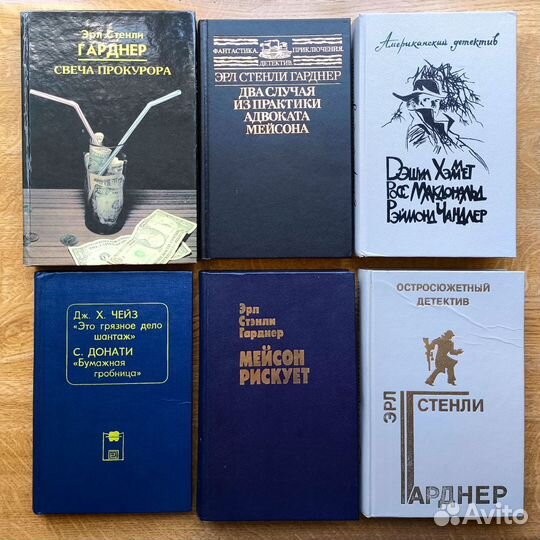 Эрл Стенли
ГАРДНЕР
СВЕЧА ПРОКУРОРА
ФАНТАСТИКА. ПРИКЛЮЧЕНИЯ.
ДЕТЕКТИВ
ЭРЛ СТЕНЛИ ГАРДНЕР
ДВА СЛУЧАЯ
ИЗ ПРАКТИКИ
АДВОКАТА
МЕЙСОНА
Американский детектив
Дэшил Хэммет
Росс Макдональд
Рэймонд Чандлер
Дж. Х. ЧЕЙЗ
«Это грязное дело
шантаж»
С. ДОНАТИ
«Бумажная
гробница»
Эрл
Стэнли
Гарднер
МЕЙСОН
РИСКУЕТ
ОСТРОСЮЖЕТНЫЙ
ДЕТЕКТИВ
ЭРЛ
СТЕНЛИ
ГАРДНЕР
Avito